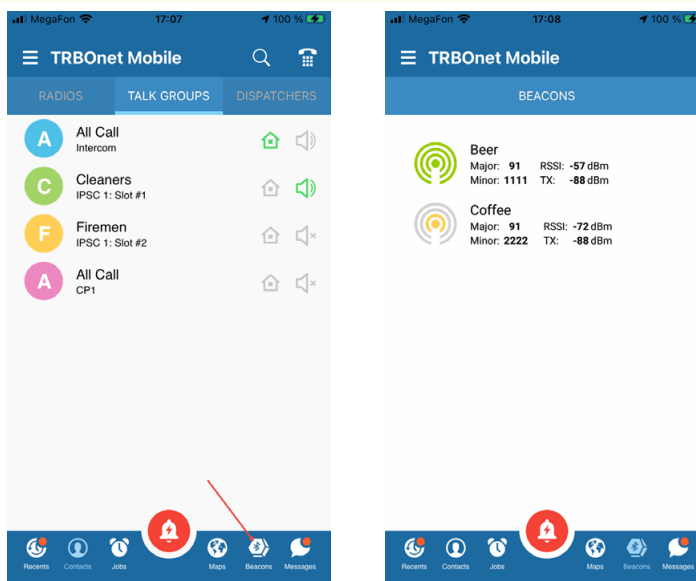 MegaFon 17:07 100 %
TRBOnet Mobile
RADIOS TALK GROUPS DISPATCHERS
A All Call
Intercom
C Cleaners
IPSC 1: Slot #1
F Firemen
IPSC 1: Slot #2
A All Call
CP1
Recents Contacts Jobs Maps Beacons Messages
MegaFon 17:08 100 %
TRBOnet Mobile
BEACONS
Beer
Major: 91 RSSI: -57 dBm
Minor: 1111 TX: -88 dBm
Coffee
Major: 91 RSSI: -72 dBm
Minor: 2222 TX: -88 dBm
Recents Contacts Jobs Maps Beacons Messages